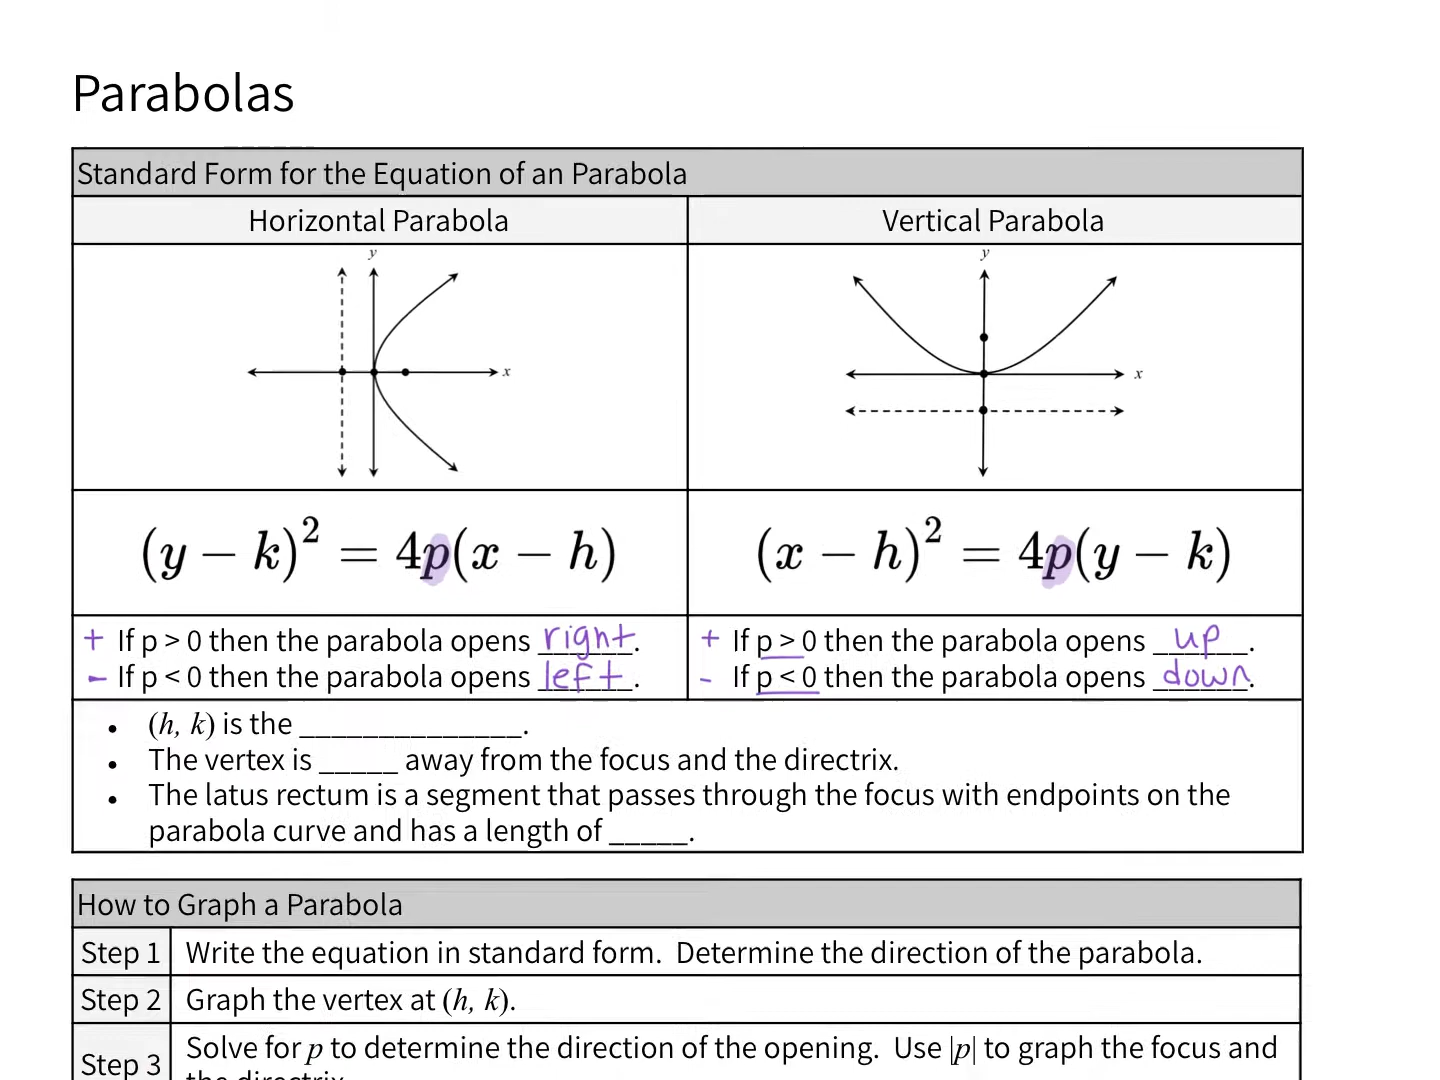 Parabolas
Standard Form for the Equation of an Parabola
Horizontal Parabola
Vertical Parabola
y
x
y
x
(y − k)² = 4p(x − h)
(x − h)² = 4p(y − k)
+ If p > 0 then the parabola opens right.
- If p < 0 then the parabola opens left.
+ If p > 0 then the parabola opens up.
- If p < 0 then the parabola opens down.
• (h, k) is the ______________.
• The vertex is _____ away from the focus and the directrix.
• The latus rectum is a segment that passes through the focus with endpoints on the
parabola curve and has a length of _____.
How to Graph a Parabola
Step 1 Write the equation in standard form. Determine the direction of the parabola.
Step 2 Graph the vertex at (h, k).
Step 3 Solve for p to determine the direction of the opening. Use |p| to graph the focus and
the directrix